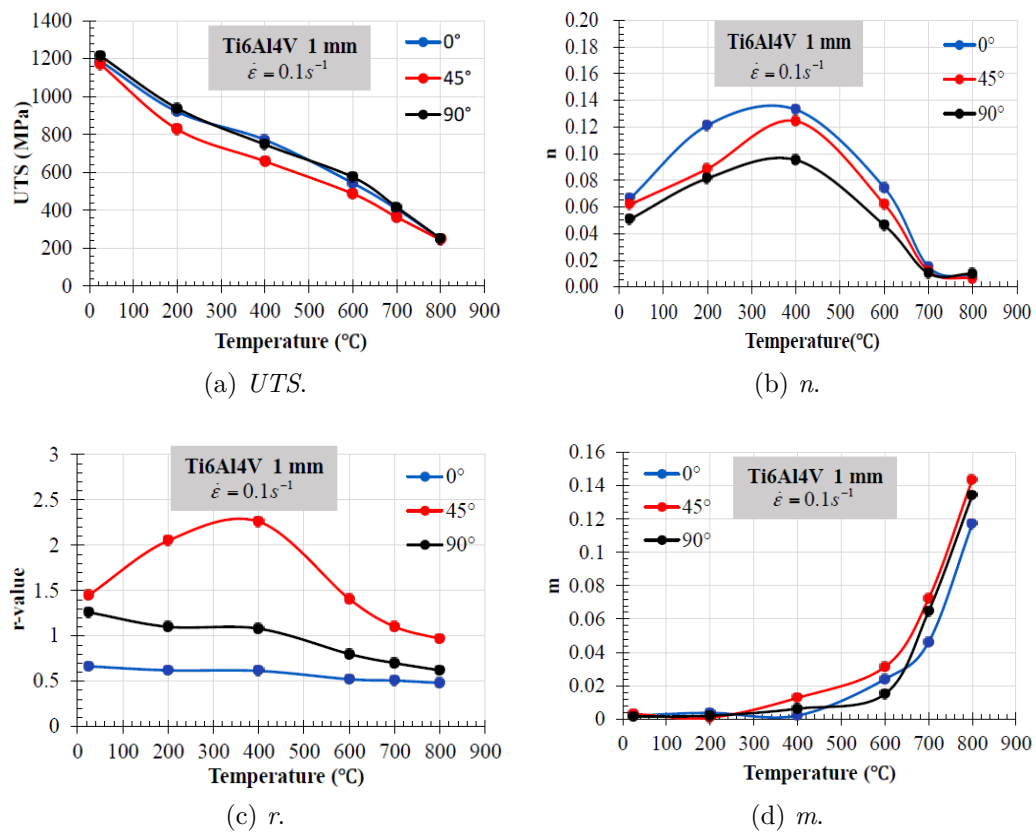 1400
1200
1000
800
600
400
200
0
UTS (MPa)
Ti6Al4V 1 mm
ε̇ = 0.1s⁻¹
0°
45°
90°
0 100 200 300 400 500 600 700 800 900
Temperature (℃)
(a) UTS.
0.20
0.18
0.16
0.14
0.12
0.10
0.08
0.06
0.04
0.02
0.00
n
Ti6Al4V 1 mm
ε̇ = 0.1s⁻¹
0°
45°
90°
0 100 200 300 400 500 600 700 800 900
Temperature(℃)
(b) n.
3
2.5
2
1.5
1
0.5
0
r-value
Ti6Al4V 1 mm
ε̇ = 0.1s⁻¹
0°
45°
90°
0 100 200 300 400 500 600 700 800 900
Temperature (℃)
(c) r.
0.16
0.14
0.12
0.1
0.08
0.06
0.04
0.02
0
m
0°
45°
90°
Ti6Al4V 1 mm
ε̇ = 0.1s⁻¹
0 100 200 300 400 500 600 700 800 900
Temperature (℃)
(d) m.